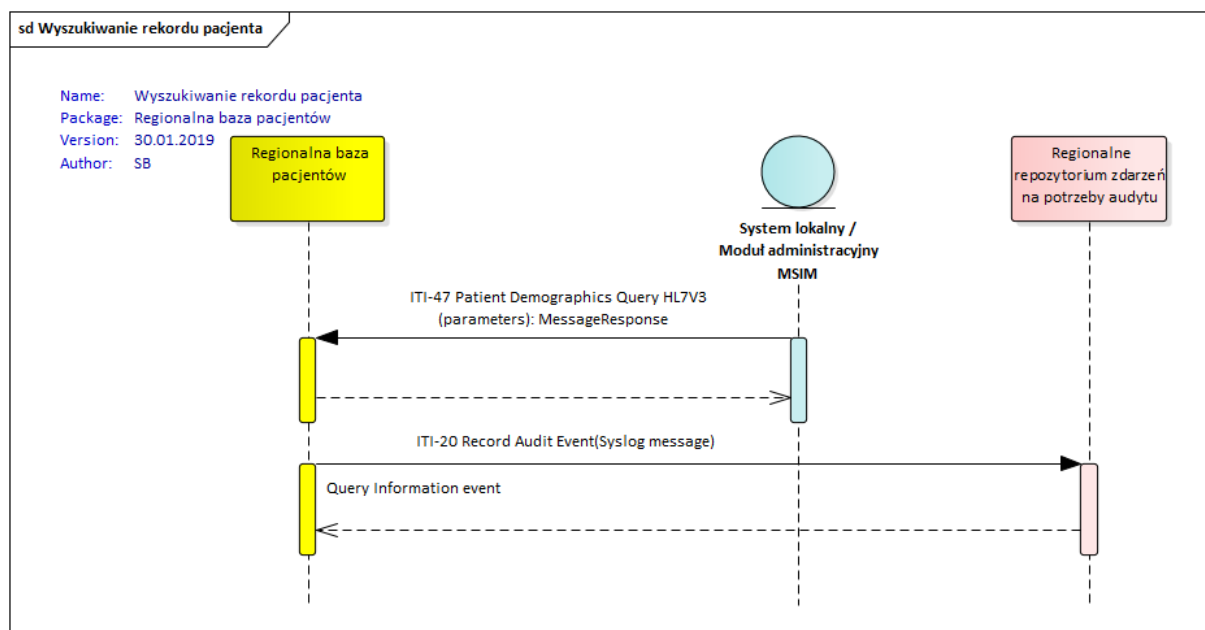 sd Wyszukiwanie rekordu pacjenta
Name: Wyszukiwanie rekordu pacjenta
Package: Regionalna baza pacjentów
Version: 30.01.2019
Author: SB
Regionalna baza
pacjentów
System lokalny /
Moduł administracyjny
MSIM
Regionalne
repozytorium zdarzeń
na potrzeby audytu
ITI-47 Patient Demographics Query HL7V3
(parameters): MessageResponse
ITI-20 Record Audit Event(Syslog message)
Query Information event